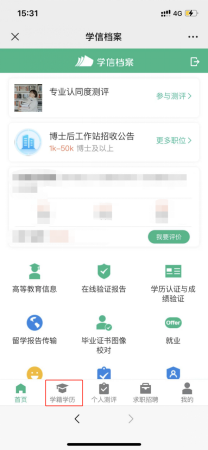 15:31
4G
学信档案
学信档案
专业认同度测评
参与测评 >
博士后工作站招收公告
1k-50k 博士及以上
更多职位 >
我要评价
高等教育信息
在线验证报告
学历认证与成
绩验证
留学报告传输
毕业证书图像
校对
Offer
就业
首页
学籍学历
个人测评
求职招聘
我的